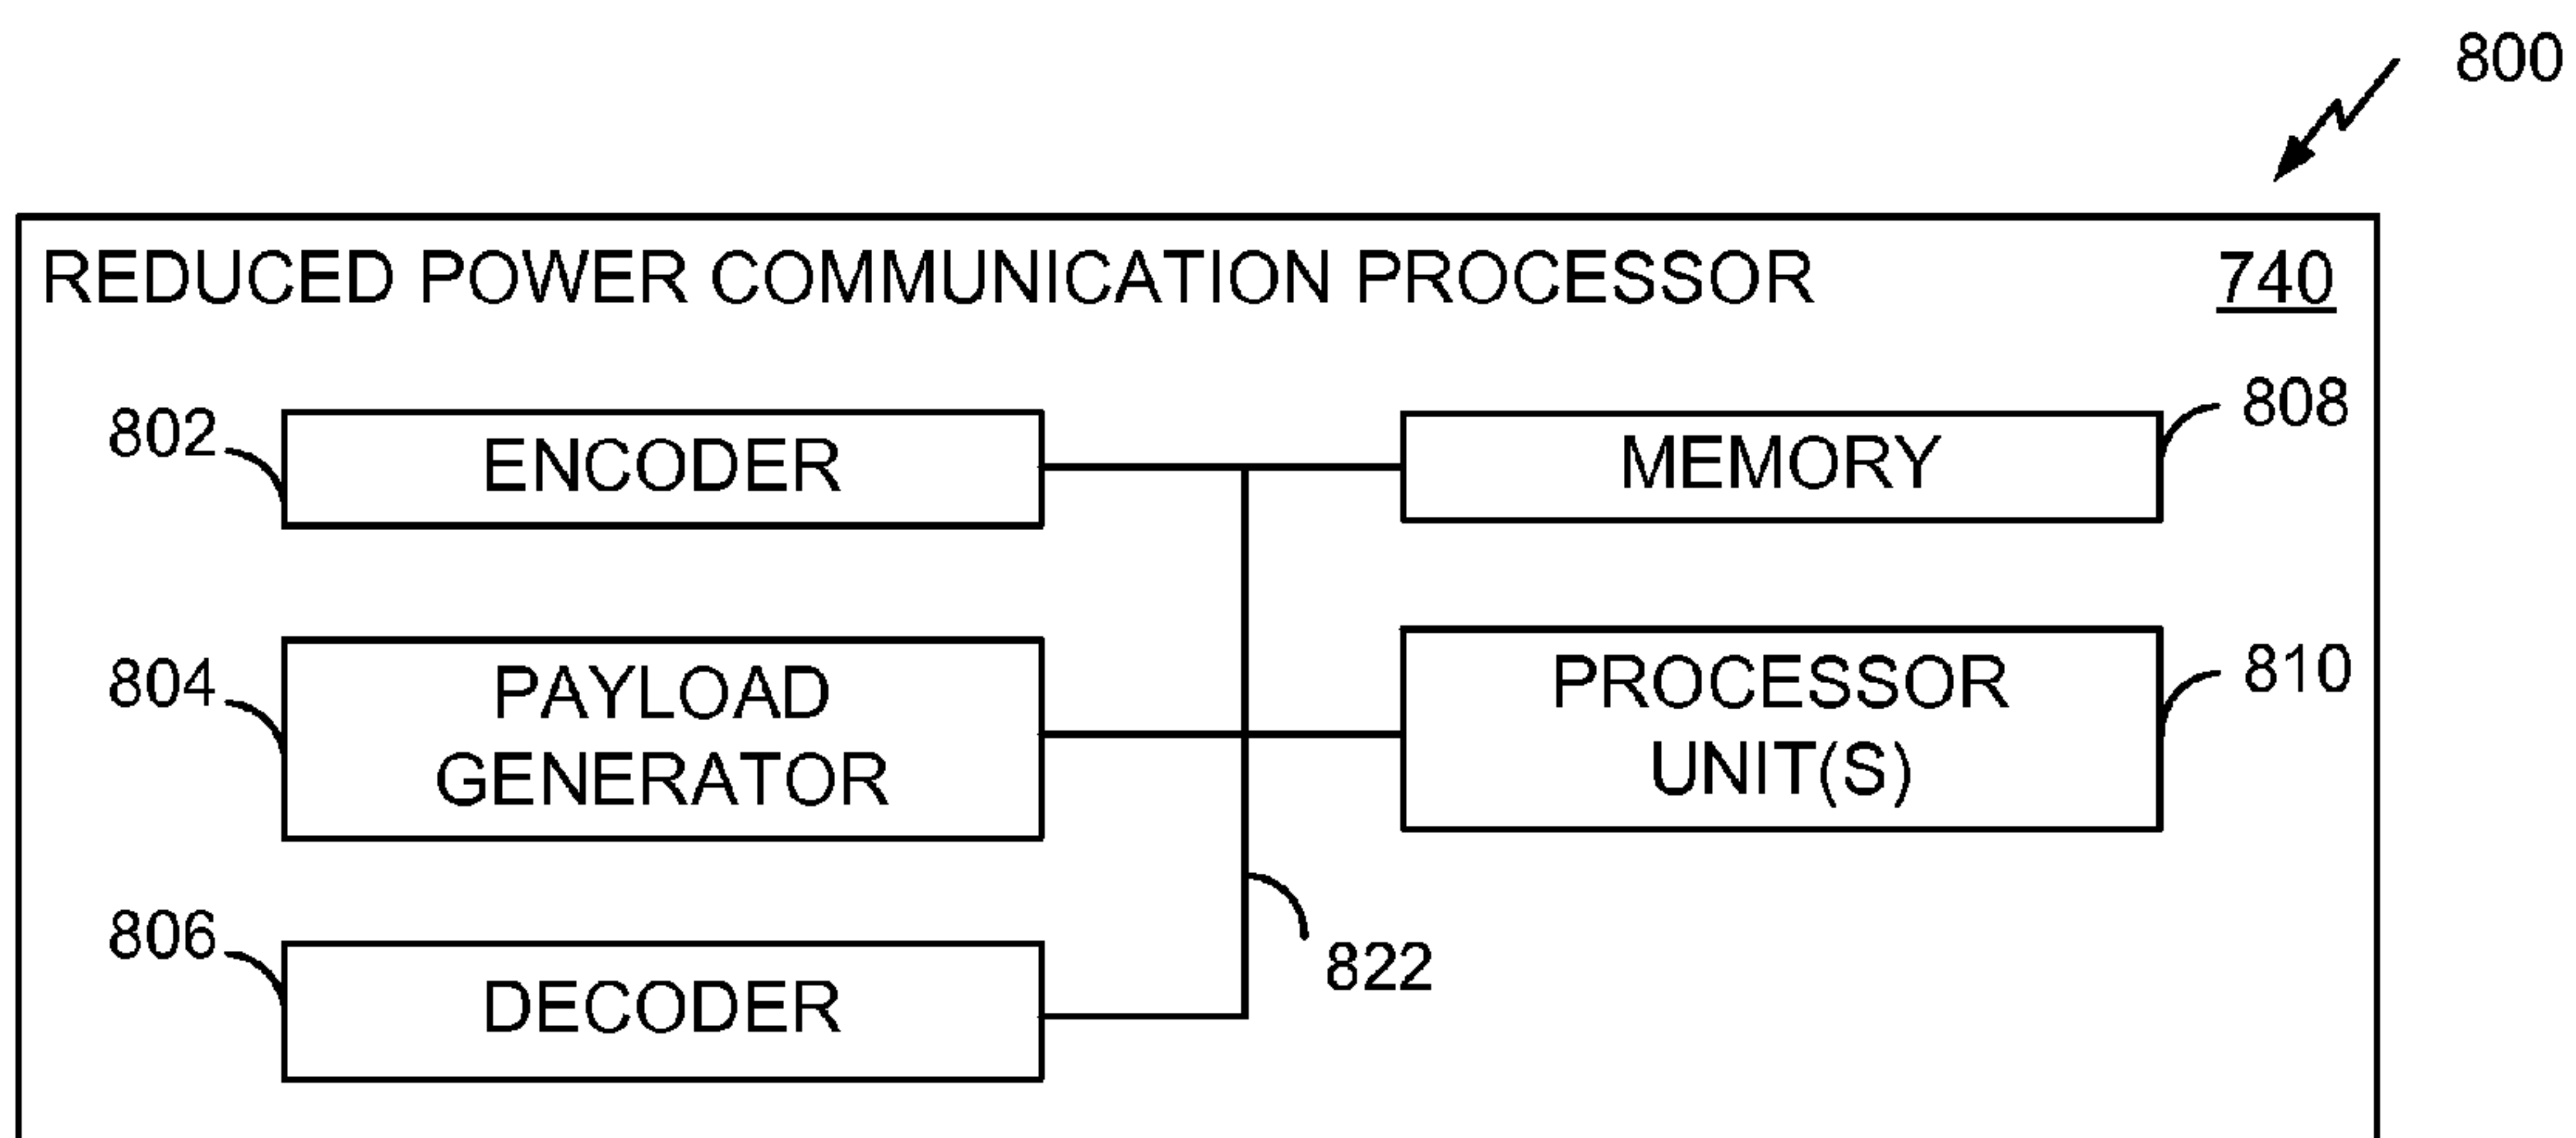 800
REDUCED POWER COMMUNICATION PROCESSOR 740
802 ENCODER
MEMORY 808
804 PAYLOAD
GENERATOR
PROCESSOR
UNIT(S) 810
806 DECODER
822